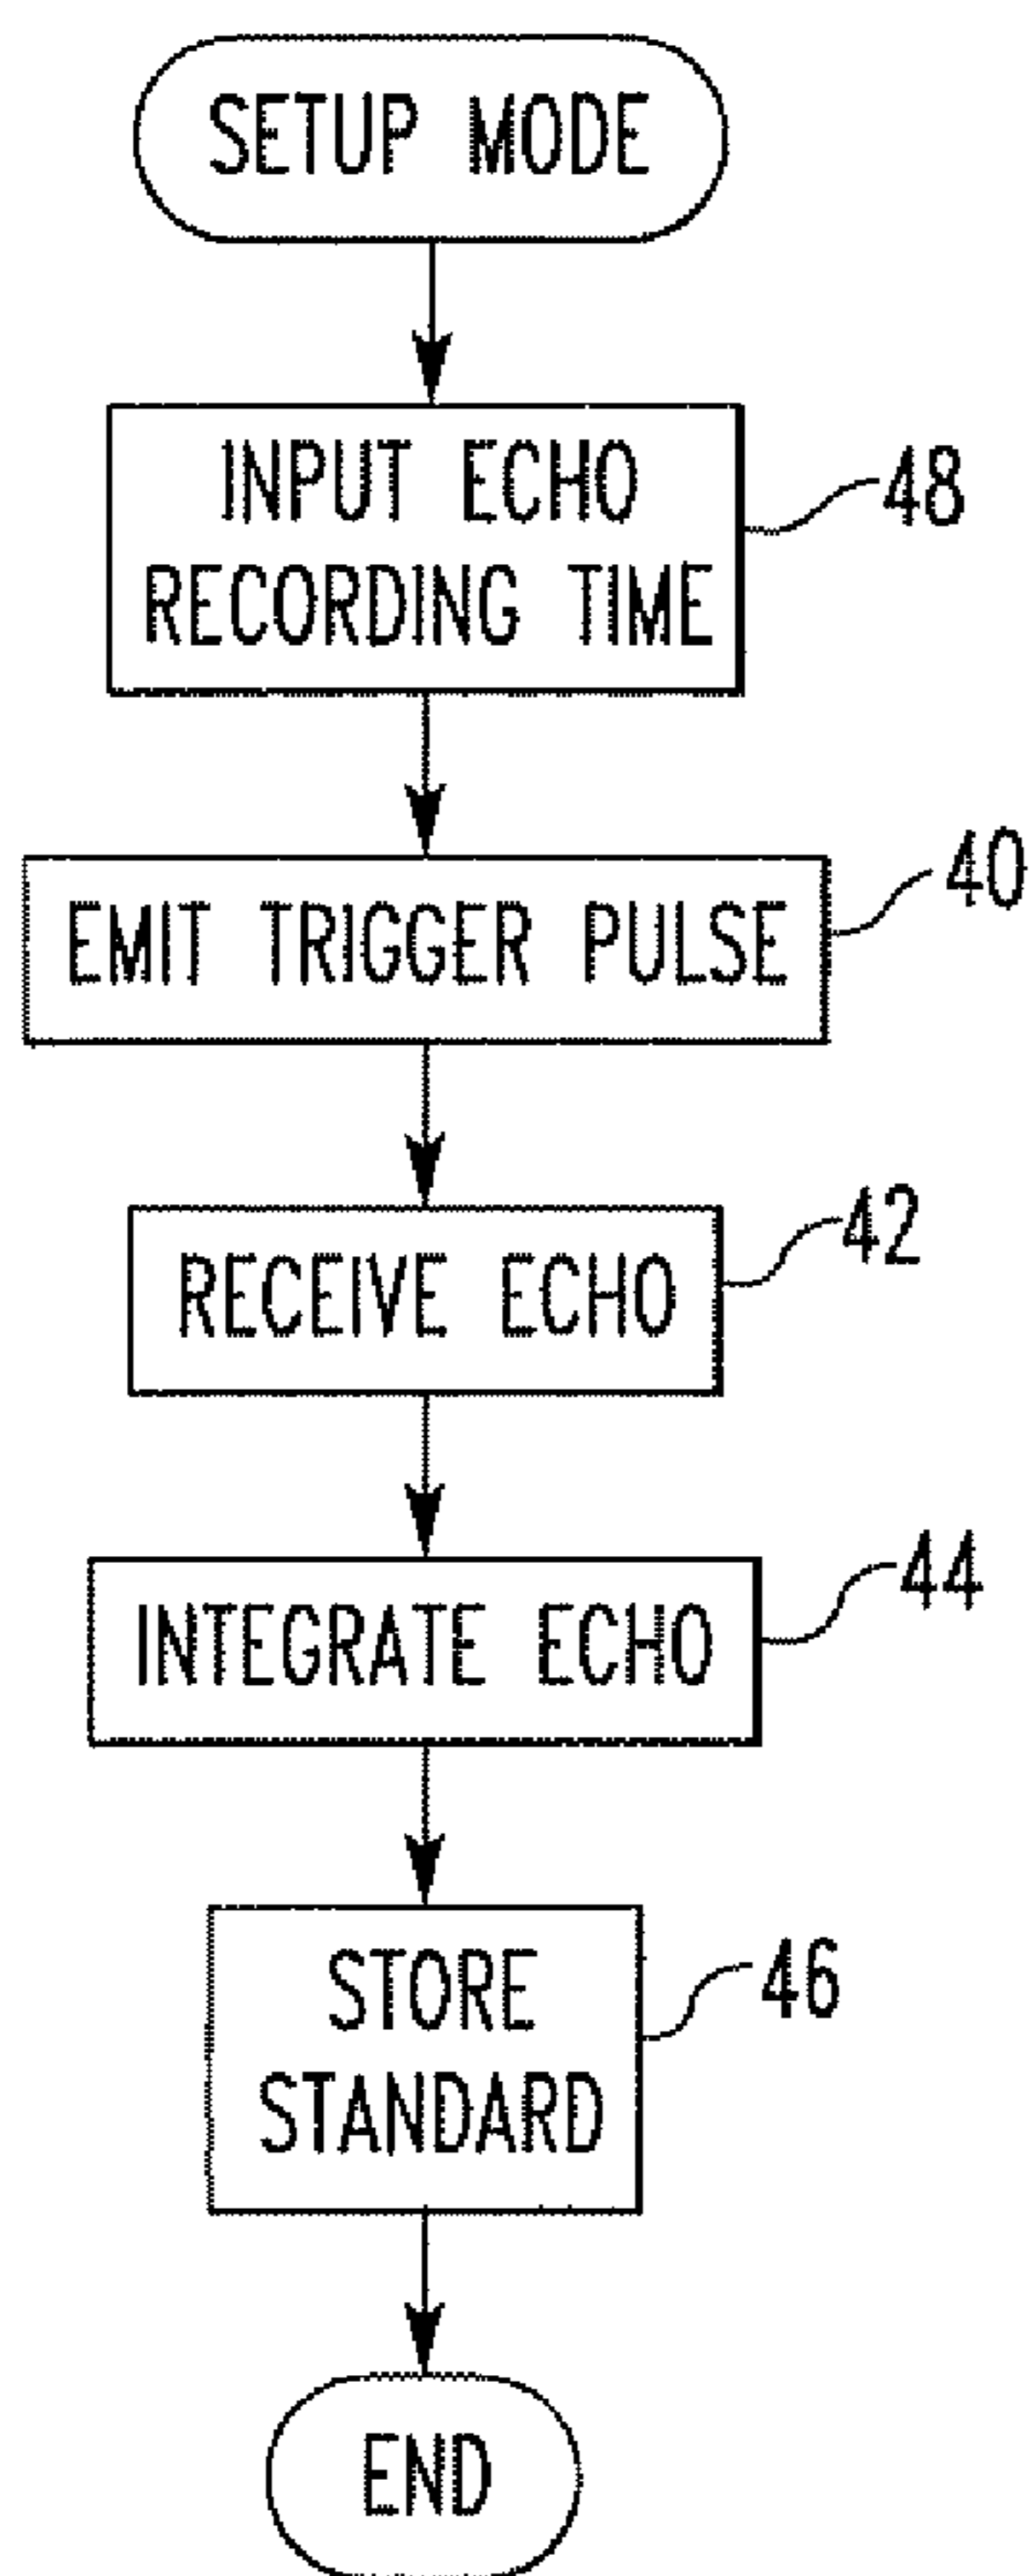 SETUP MODE
INPUT ECHO
RECORDING TIME
48
EMIT TRIGGER PULSE
40
RECEIVE ECHO
42
INTEGRATE ECHO
44
STORE
STANDARD
46
END